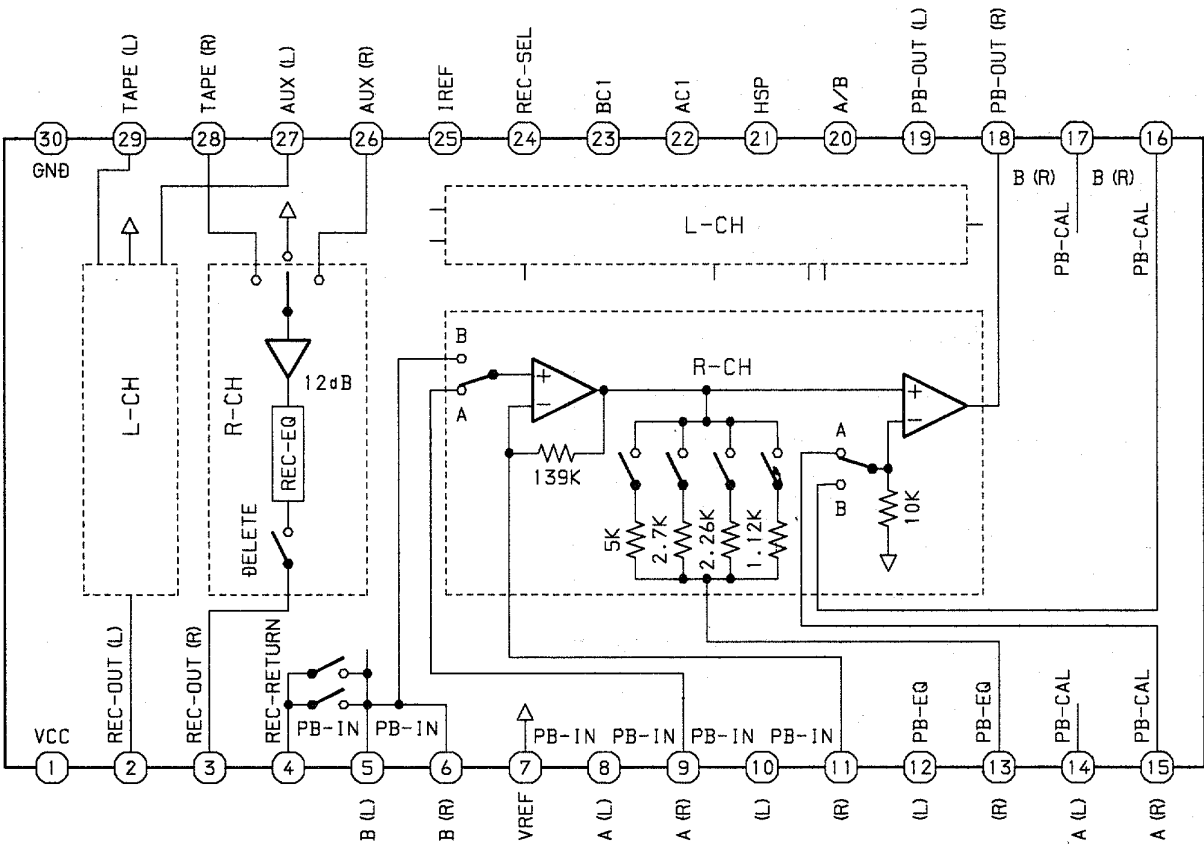 TAPE (L)
TAPE (R)
AUX (L)
AUX (R)
IREF
REC-SEL
BC1
AC1
HSP
A/B
PB-OUT (L)
PB-OUT (R)
30
29
28
27
26
25
24
23
22
21
20
19
18
17
16
GND
B (R)
B (R)
PB-CAL
PB-CAL
L-CH
L-CH
R-CH
12dB
REC-EQ
DELETE
B
A
+
−
R-CH
139K
5K
2.7K
2.26K
1.12K
A
B
+
−
10K
VCC
REC-OUT (L)
REC-OUT (R)
REC-RETURN
PB-IN
PB-IN
PB-IN
PB-IN
PB-IN
PB-IN
PB-EQ
PB-EQ
PB-CAL
PB-CAL
1
2
3
4
5
6
7
8
9
10
11
12
13
14
15
B (L)
B (R)
VREF
A (L)
A (R)
(L)
(R)
(L)
(R)
A (L)
A (R)